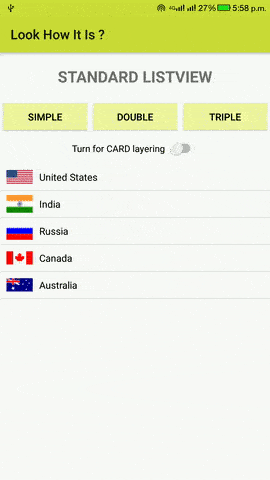 4G 27% 5:58 p.m.
Look How It Is ?
STANDARD LISTVIEW
SIMPLE DOUBLE TRIPLE
Turn for CARD layering
United States
India
Russia
Canada
Australia